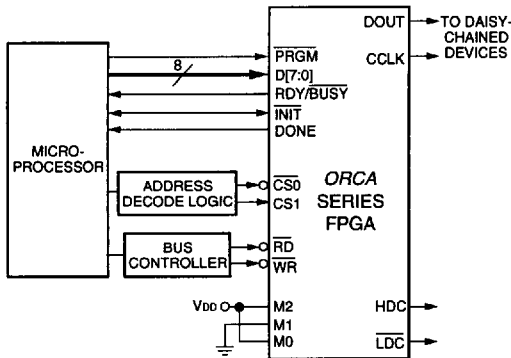 MICRO-
PROCESSOR
8
ADDRESS
DECODE LOGIC
BUS
CONTROLLER
VDD
PRGM
D[7:0]
RDY/BUSY
INIT
DONE
CS0
CS1
RD
WR
M2
M1
M0
ORCA
SERIES
FPGA
DOUT
CCLK
HDC
LDC
TO DAISY-
CHAINED
DEVICES